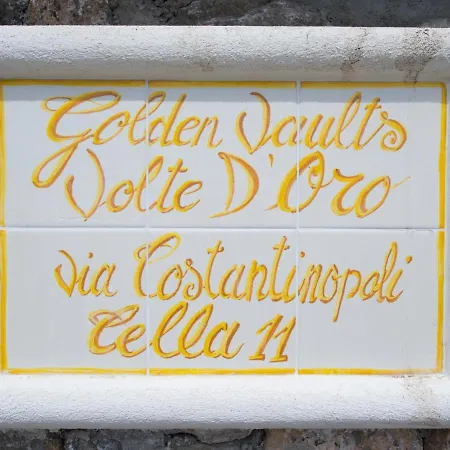 Golden Vaults
Volte D'Oro
via Costantinopoli
Cella 11